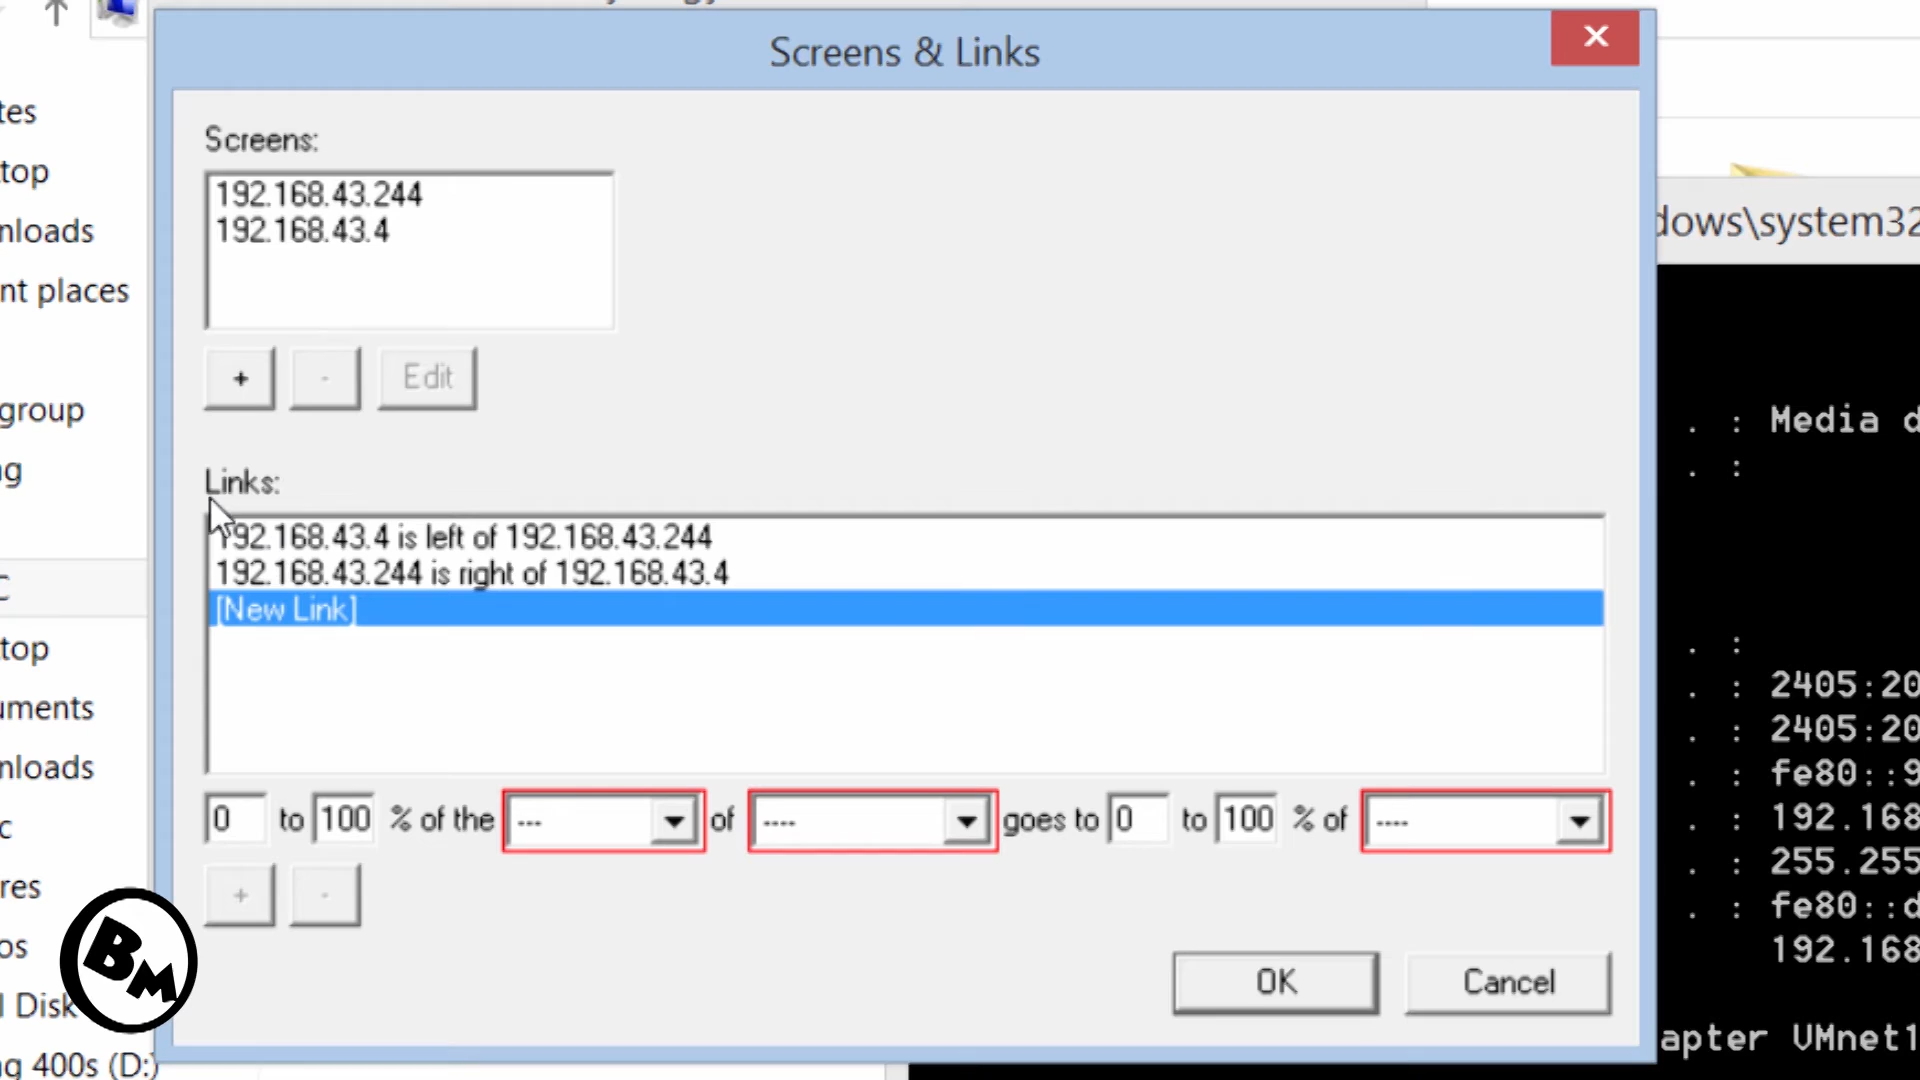 Screens & Links
tes
top
nloads
nt places
group
ng
C
top
uments
nloads
c
res
os
l Disk
ng 400s (D:)
Screens:
192.168.43.244
192.168.43.4
+ - Edit
Links:
192.168.43.4 is left of 192.168.43.244
192.168.43.244 is right of 192.168.43.4
[New Link]
0 to 100 % of the --- of ---- goes to 0 to 100 % of ----
+ -
OK Cancel
BM
dows\system32
. : Media d
. :
. :
. : 2405:20
. : 2405:20
. : fe80::9
. : 192.168
. : 255.255
. : fe80::d
192.168
apter VMnet1